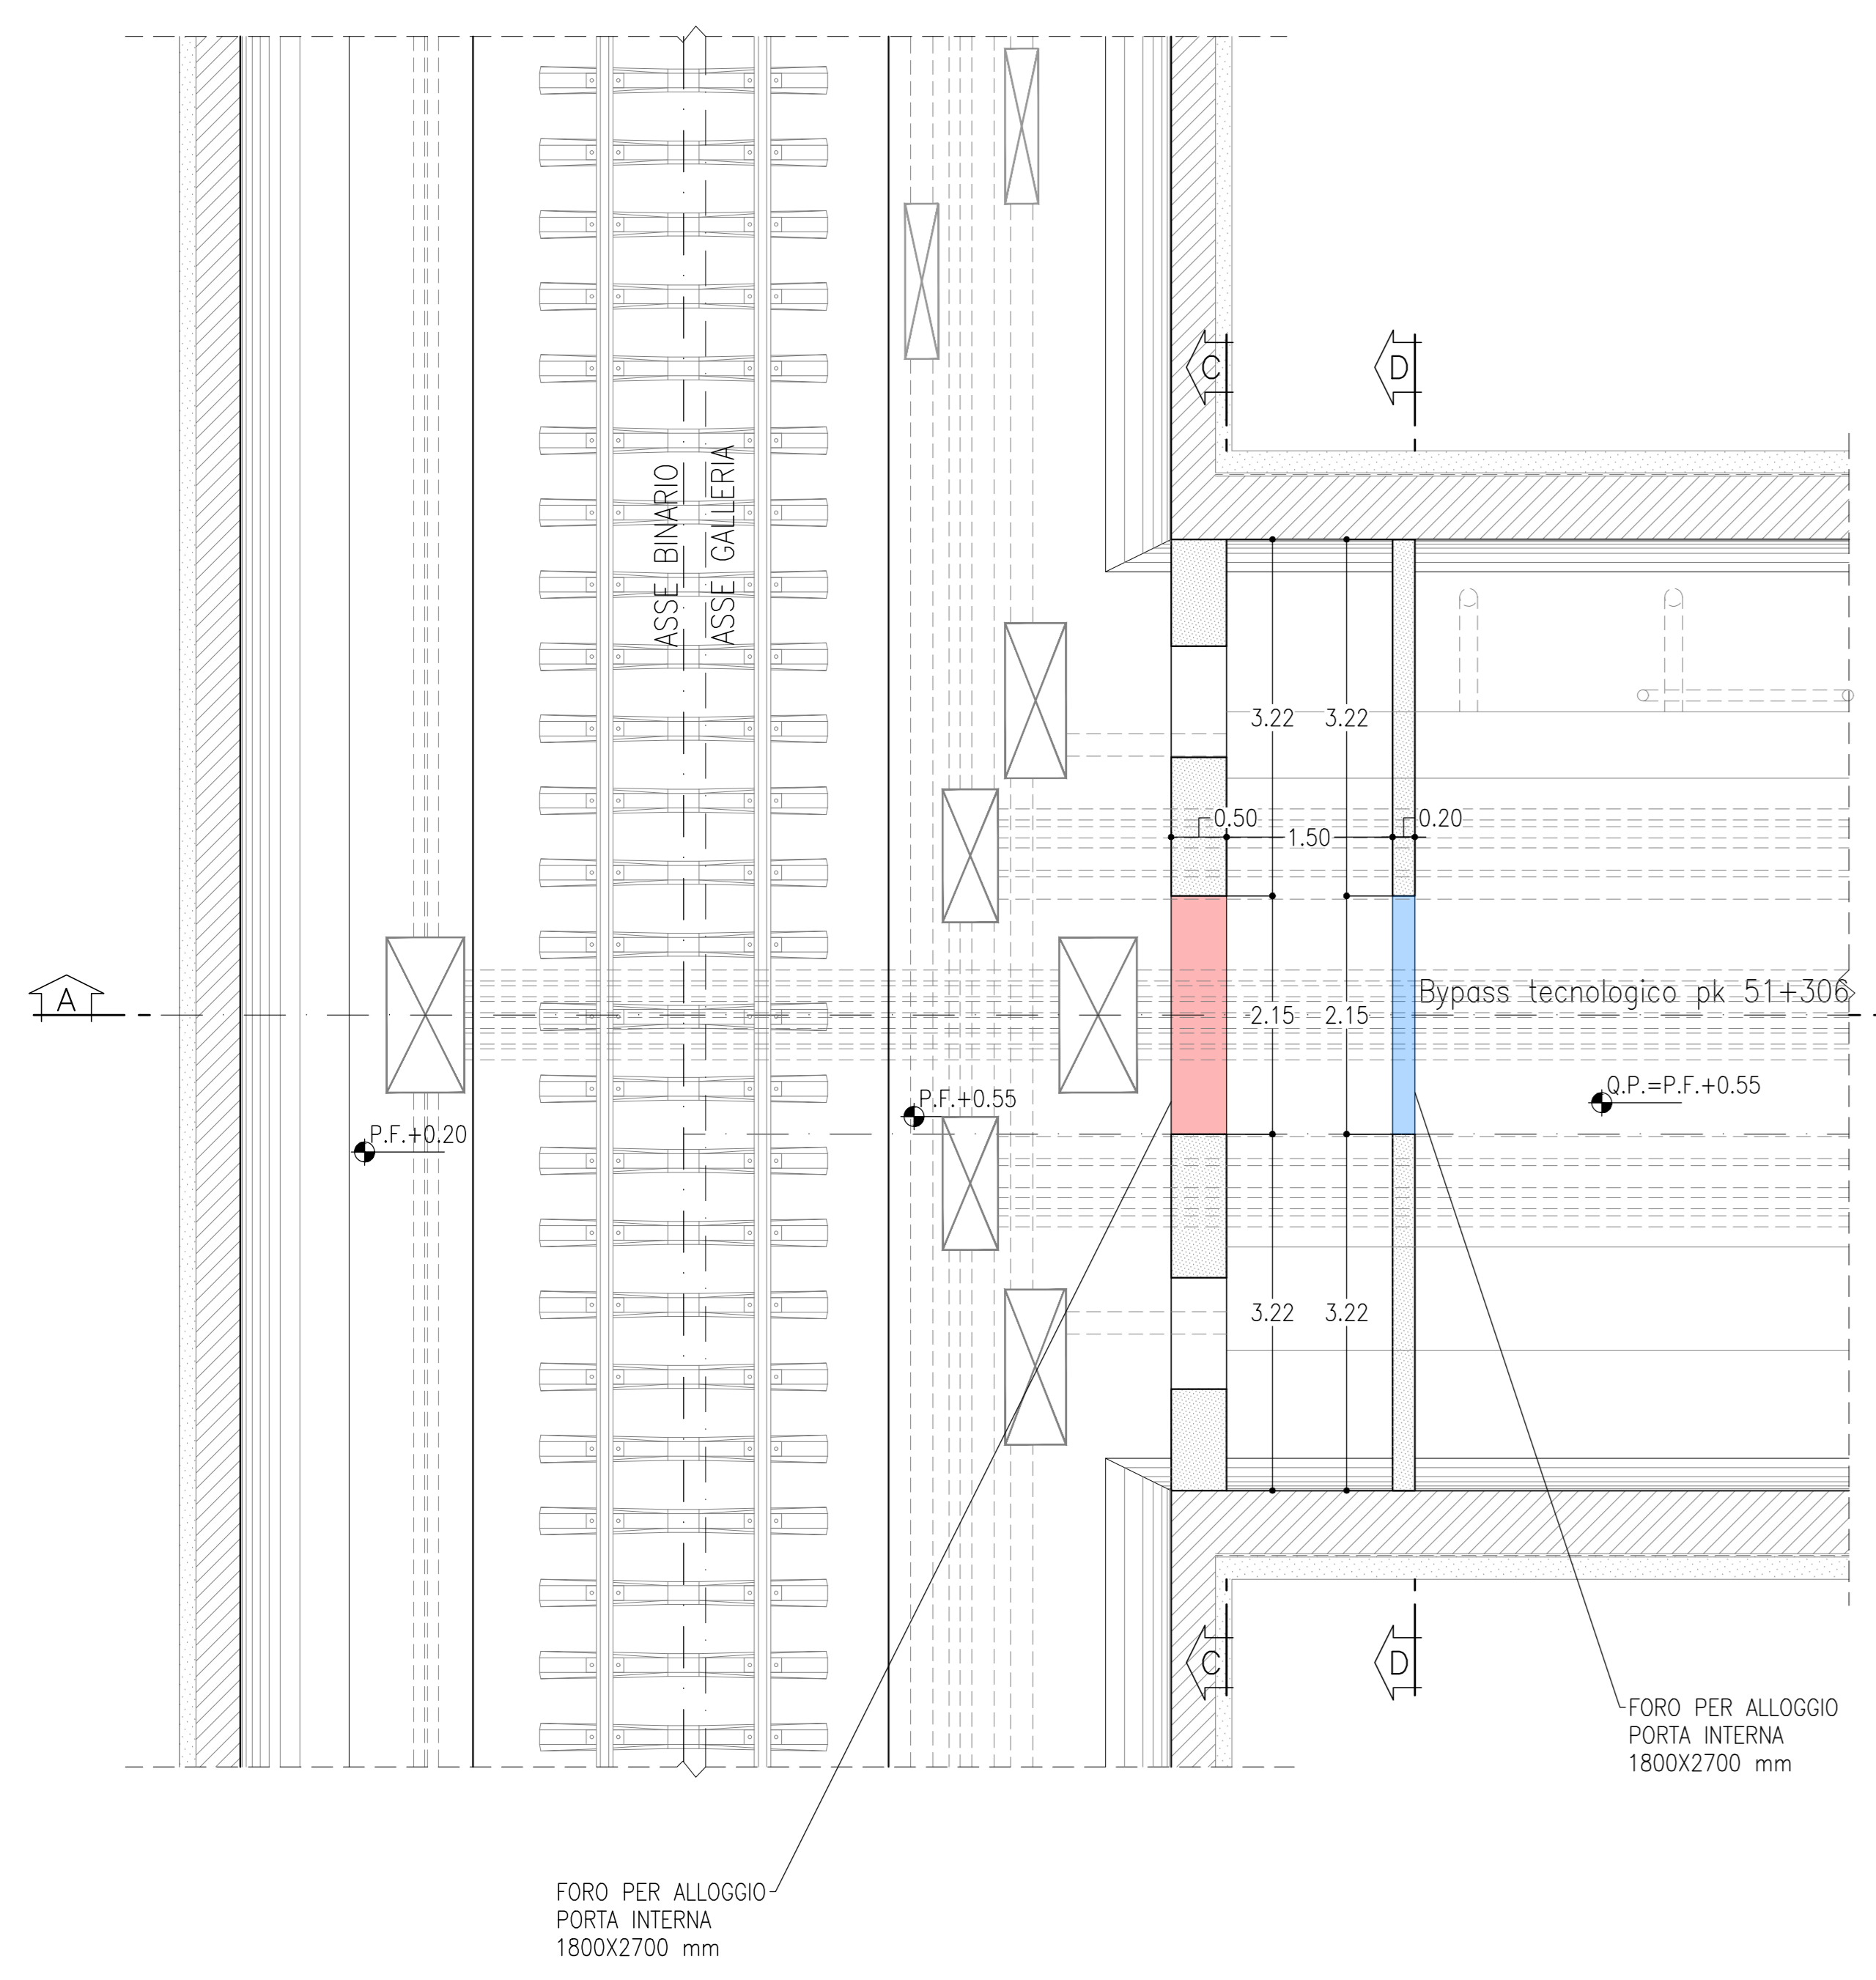 C
D
ASSE BINARIO
ASSE GALLERIA
3.22
3.22
0.50
1.50
0.20
A
Bypass tecnologico pk 51+306
2.15
2.15
Q.P.=P.F.+0.55
P.F.+0.55
P.F.+0.20
3.22
3.22
C
D
FORO PER ALLOGGIO
PORTA INTERNA
1800X2700 mm
FORO PER ALLOGGIO
PORTA INTERNA
1800X2700 mm